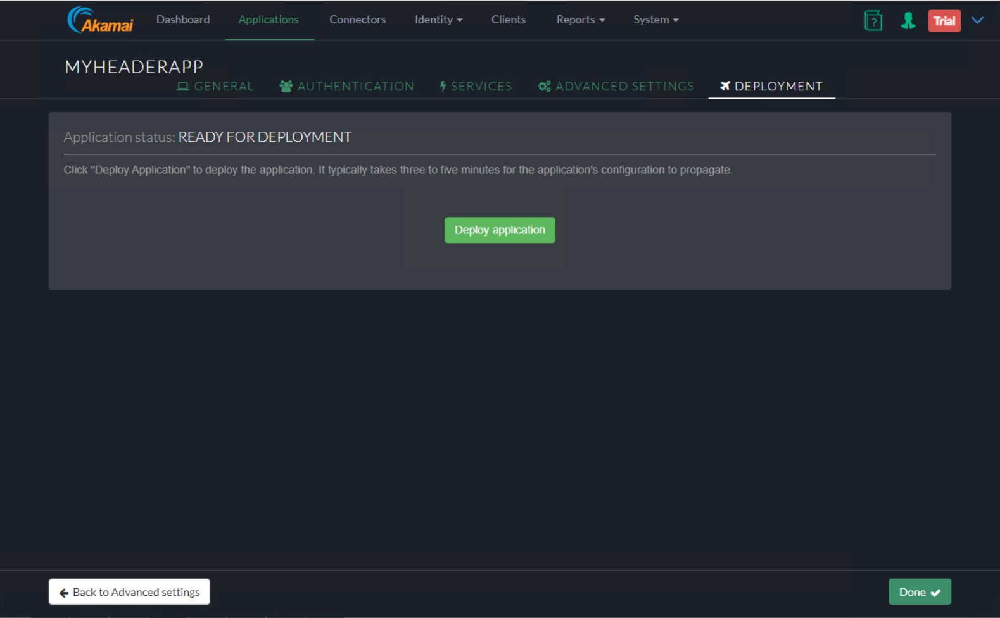 Akamai Dashboard Applications Connectors Identity Clients Reports System ? Trial
MYHEADERAPP
GENERAL AUTHENTICATION SERVICES ADVANCED SETTINGS DEPLOYMENT
Application status: READY FOR DEPLOYMENT
Click "Deploy Application" to deploy the application. It typically takes three to five minutes for the application's configuration to propagate.
Deploy application
Back to Advanced settings Done